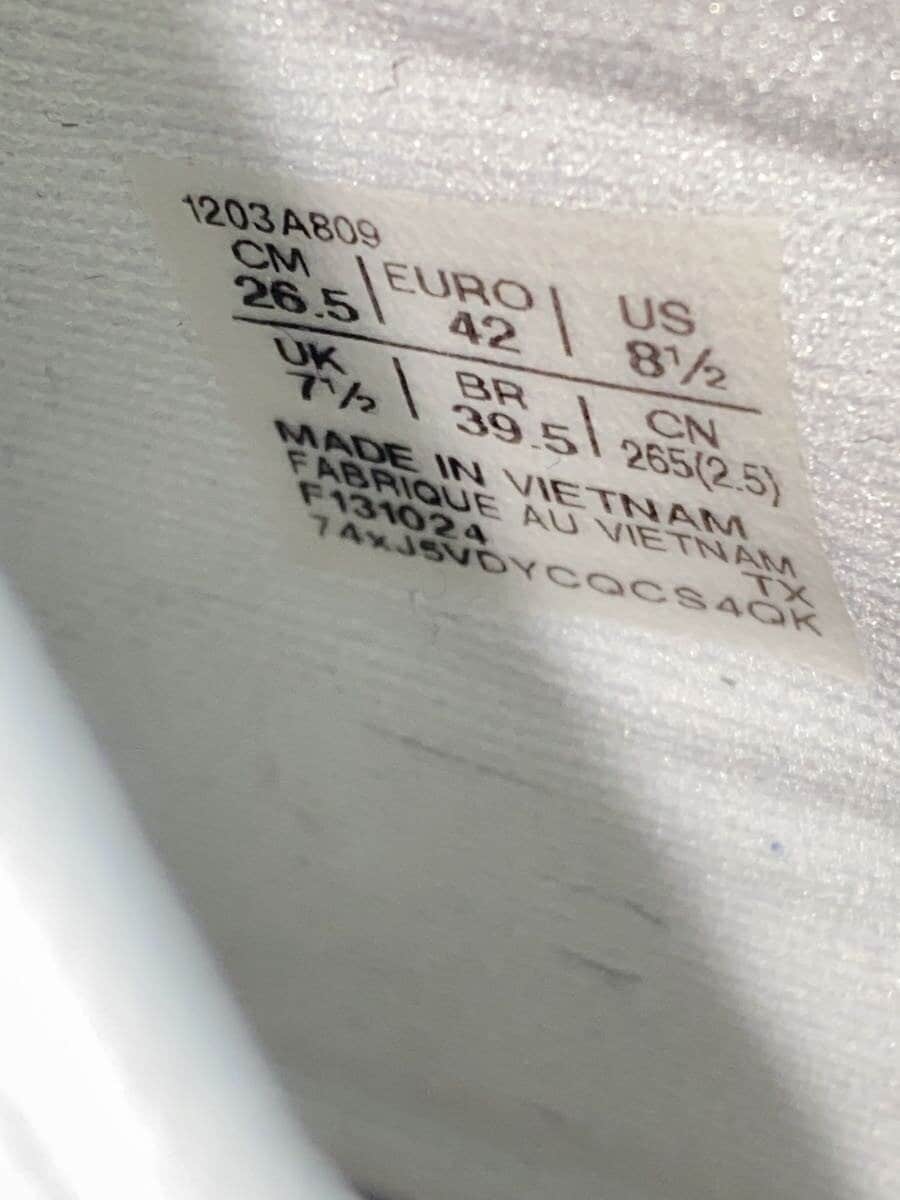 1203A809
CM | EURO | US
26.5 | 42 | 8½
UK | BR | CN
7½ | 39.5 | 265(2.5)
MADE IN VIETNAM
FABRIQUE AU VIETNAM
F131024 TX
74xJ5VDYCQCS4QK